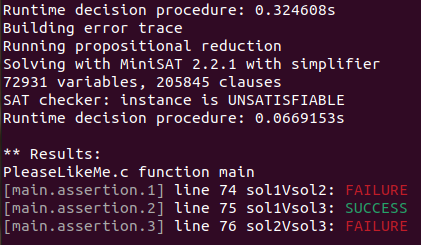 Runtime decision procedure: 0.324608s
Building error trace
Running propositional reduction
Solving with MiniSAT 2.2.1 with simplifier
72931 variables, 205845 clauses
SAT checker: instance is UNSATISFIABLE
Runtime decision procedure: 0.0669153s

** Results:
PleaseLikeMe.c function main
[main.assertion.1] line 74 sol1Vsol2: FAILURE
[main.assertion.2] line 75 sol1Vsol3: SUCCESS
[main.assertion.3] line 76 sol2Vsol3: FAILURE